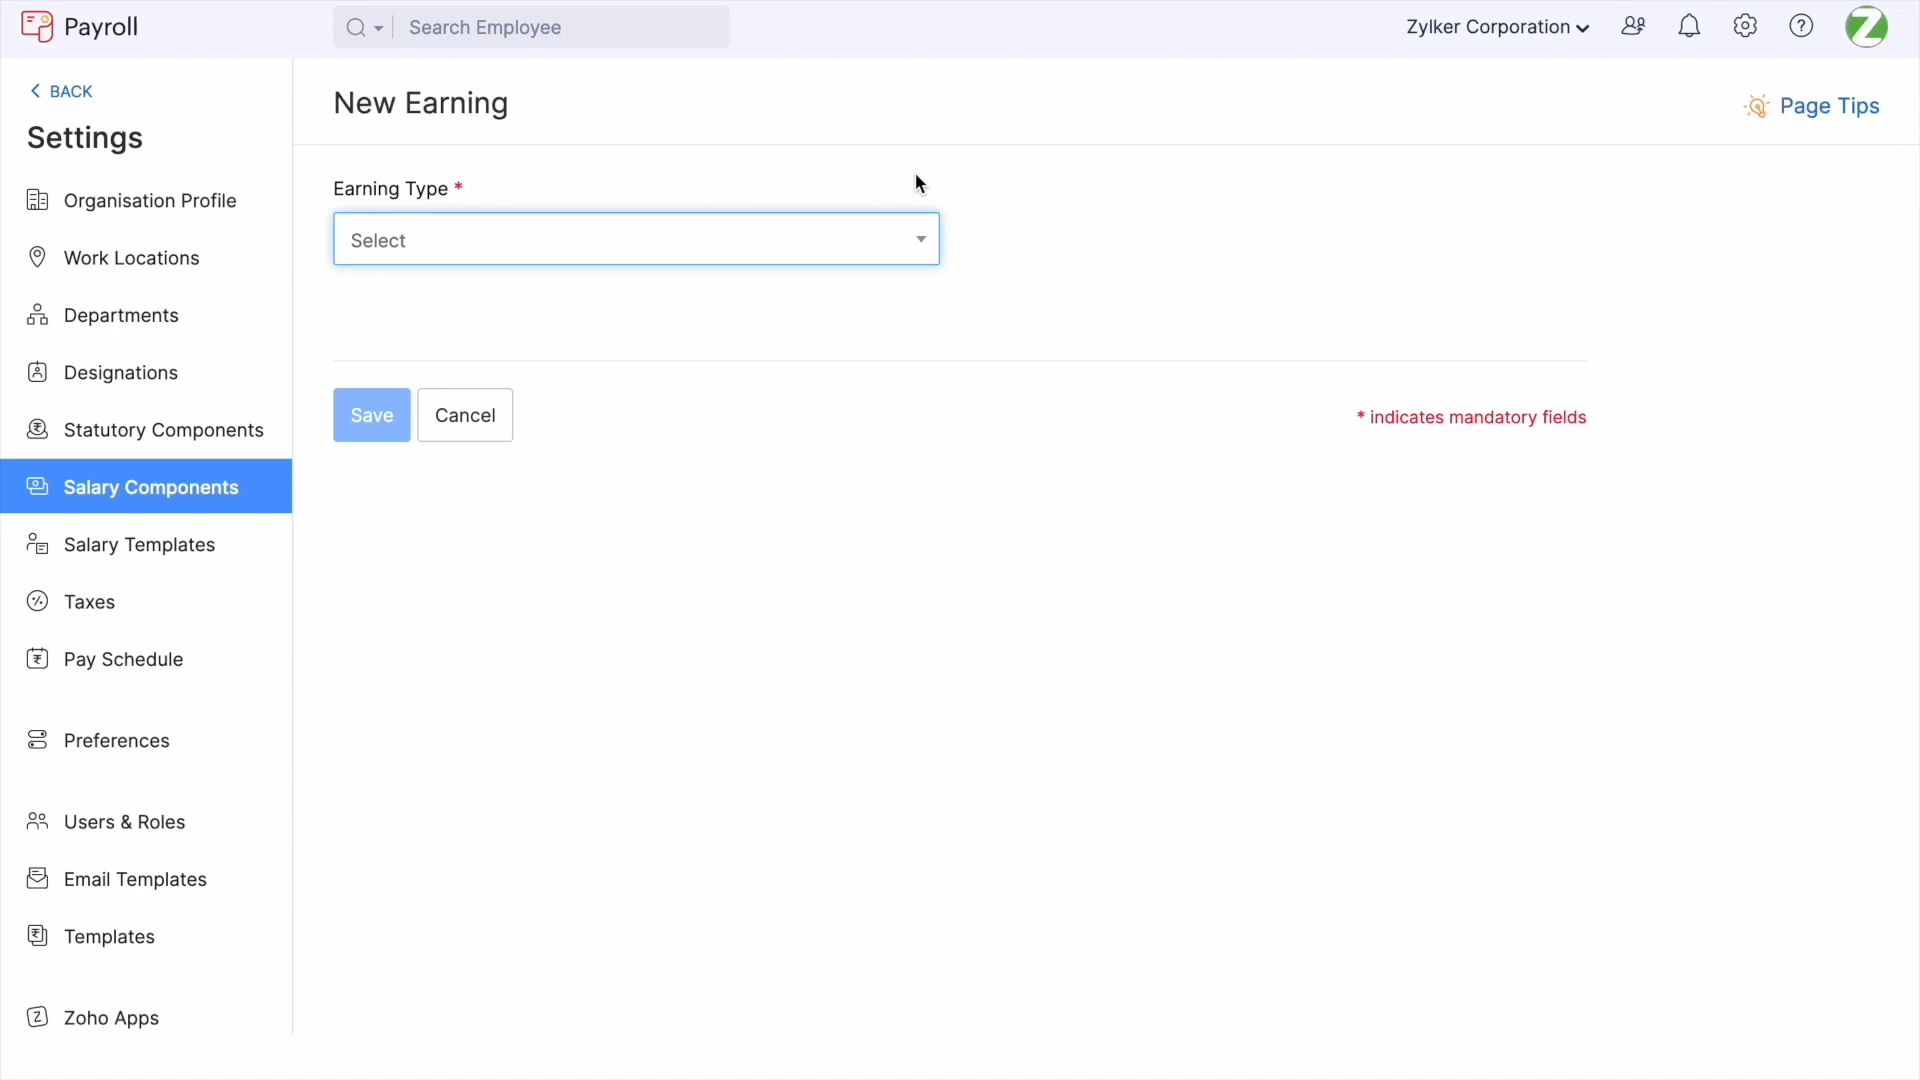 Payroll
Search Employee
Zylker Corporation
BACK
Settings
Organisation Profile
Work Locations
Departments
Designations
Statutory Components
Salary Components
Salary Templates
Taxes
Pay Schedule
Preferences
Users & Roles
Email Templates
Templates
Zoho Apps
New Earning
Page Tips
Earning Type *
Select
Save
Cancel
* indicates mandatory fields